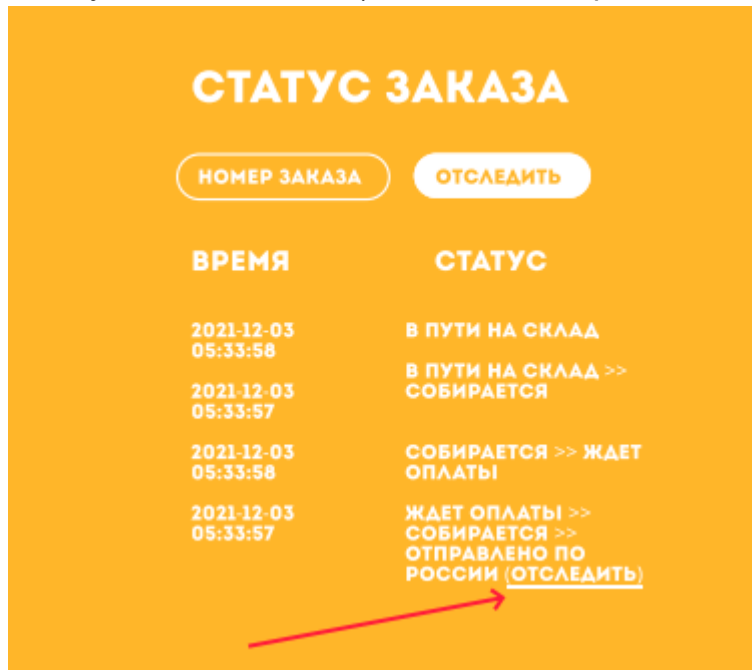 СТАТУС ЗАКАЗА
НОМЕР ЗАКАЗА
ОТСЛЕДИТЬ
ВРЕМЯ
СТАТУС
2021-12-03
05:33:58
В ПУТИ НА СКЛАД
2021-12-03
05:33:57
В ПУТИ НА СКЛАД >>
СОБИРАЕТСЯ
2021-12-03
05:33:58
СОБИРАЕТСЯ >> ЖДЕТ
ОПЛАТЫ
2021-12-03
05:33:57
ЖДЕТ ОПЛАТЫ >>
СОБИРАЕТСЯ >>
ОТПРАВЛЕНО ПО
РОССИИ (ОТСЛЕДИТЬ)